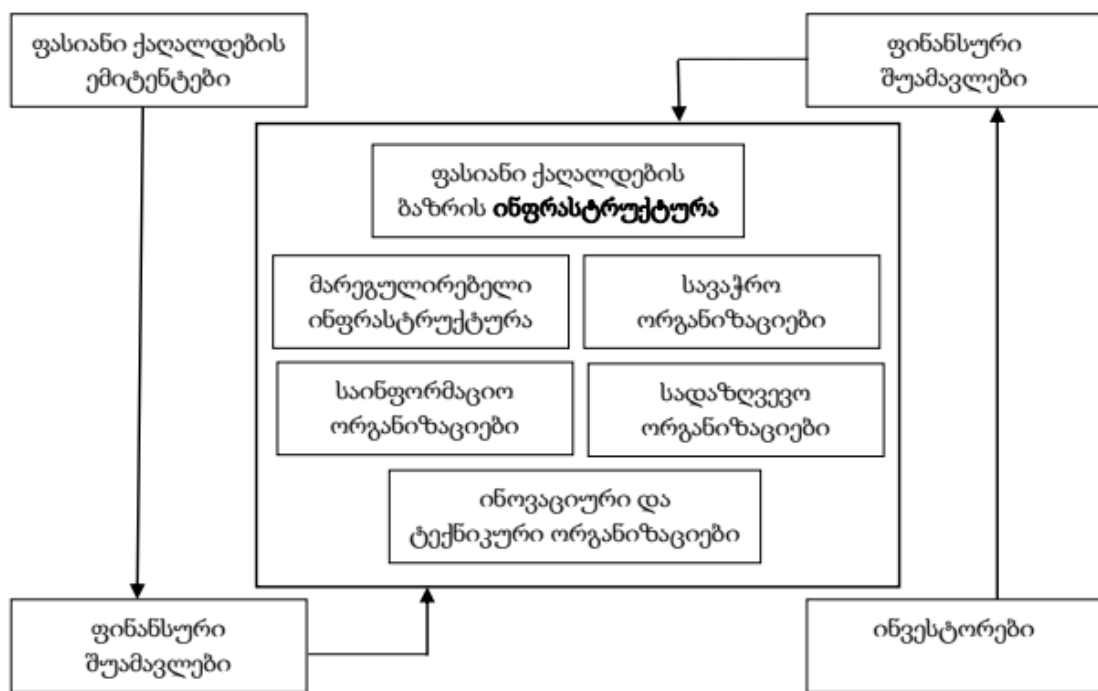 ფასიანი ქაღალდების
ემიტენტები
ფინანსური
შუამავლები
ფასიანი ქაღალდების
ბაზრის ინფრასტრუქტურა
მარეგულირებელი
ინფრასტრუქტურა
სავაჭრო
ორგანიზაციები
საინფორმაციო
ორგანიზაციები
სადაზღვევო
ორგანიზაციები
ინოვაციური და
ტექნიკური ორგანიზაციები
ფინანსური
შუამავლები
ინვესტორები